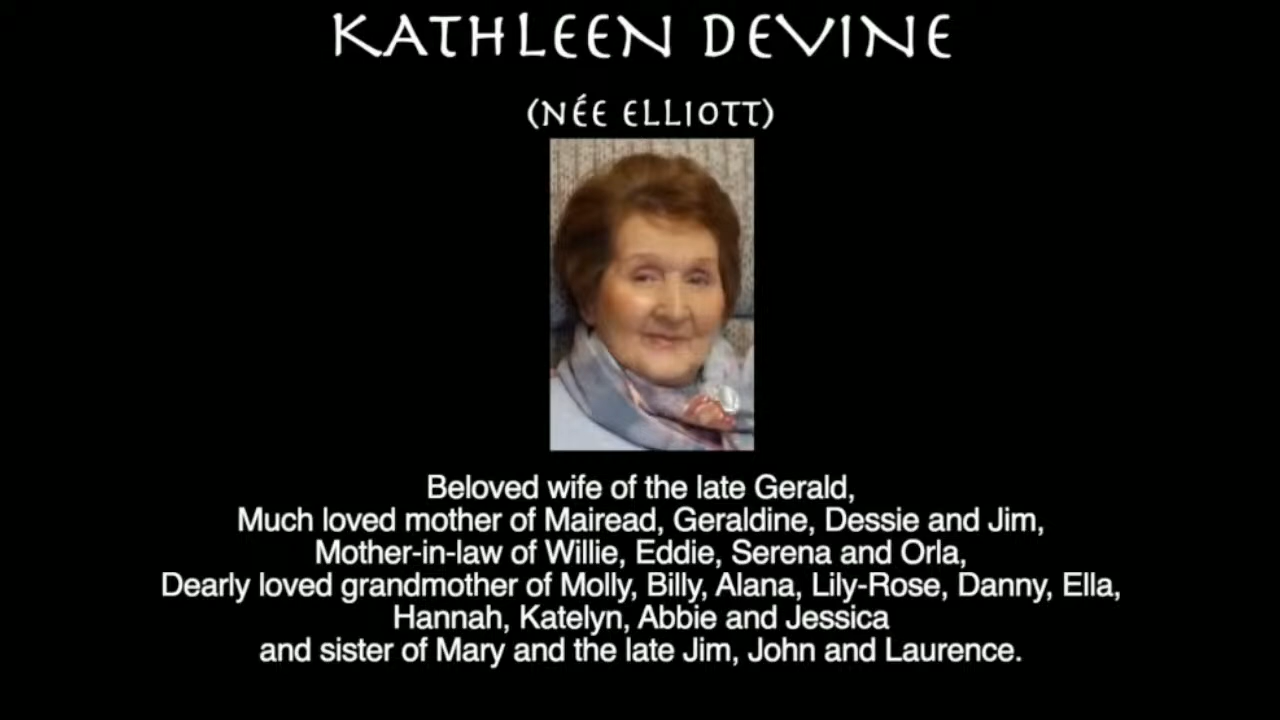 KATHLEEN DEVINE
(NÉE ELLIOTT)
Beloved wife of the late Gerald,
Much loved mother of Mairead, Geraldine, Dessie and Jim,
Mother-in-law of Willie, Eddie, Serena and Orla,
Dearly loved grandmother of Molly, Billy, Alana, Lily-Rose, Danny, Ella,
Hannah, Katelyn, Abbie and Jessica
and sister of Mary and the late Jim, John and Laurence.